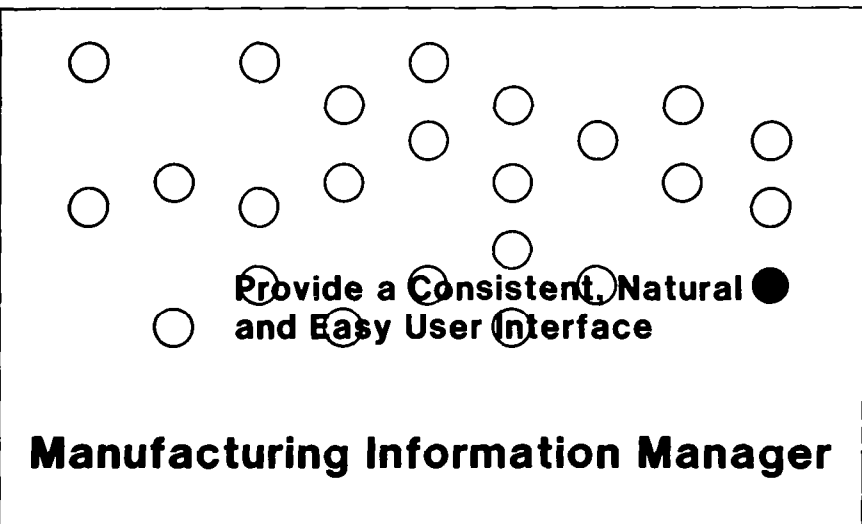 Provide a Consistent, Natural
and Easy User Interface
Manufacturing Information Manager